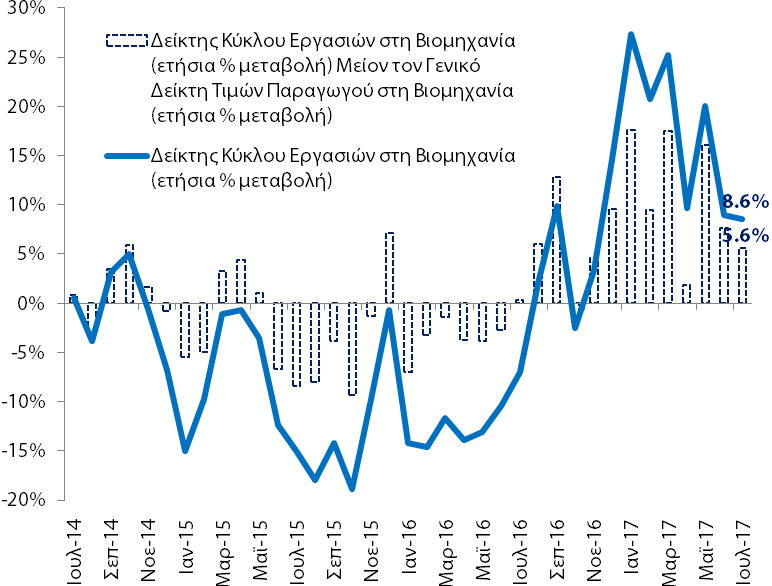 30%
25%
20%
15%
10%
5%
0%
-5%
-10%
-15%
-20%
Δείκτης Κύκλου Εργασιών στη Βιομηχανία
(ετήσια % μεταβολή) Μείον τον Γενικό
Δείκτη Τιμών Παραγωγού στη Βιομηχανία
(ετήσια % μεταβολή)
Δείκτης Κύκλου Εργασιών στη Βιομηχανία
(ετήσια % μεταβολή)
8.6%
5.6%
Ιουλ-14
Σεπ-14
Νοε-14
Ιαν-15
Μαρ-15
Μαϊ-15
Ιουλ-15
Σεπ-15
Νοε-15
Ιαν-16
Μαρ-16
Μαϊ-16
Ιουλ-16
Σεπ-16
Νοε-16
Ιαν-17
Μαρ-17
Μαϊ-17
Ιουλ-17